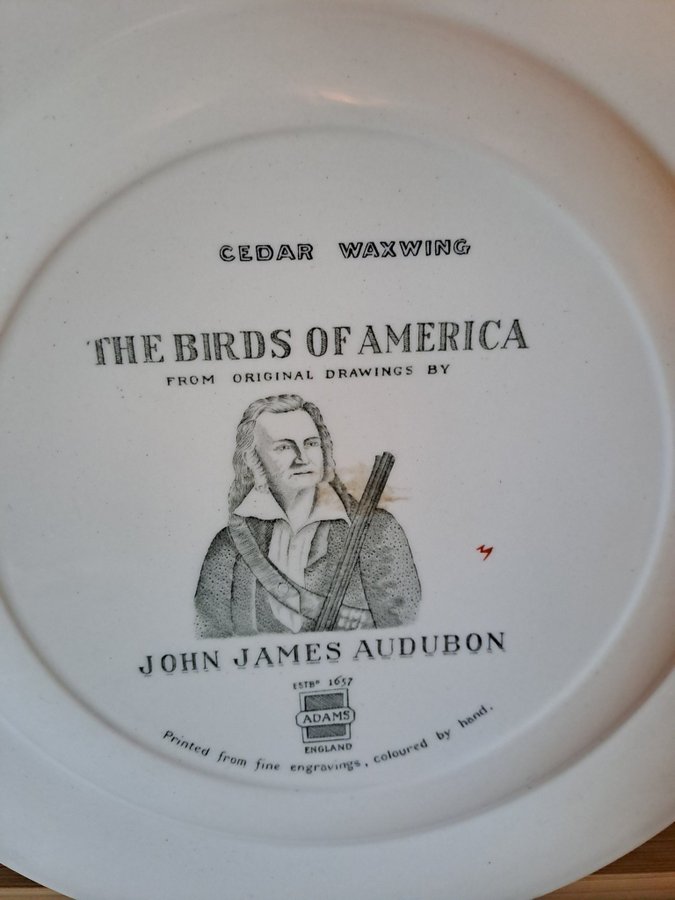 CEDAR WAXWING
THE BIRDS OF AMERICA
FROM ORIGINAL DRAWINGS BY
JOHN JAMES AUDUBON
ESTBD 1657
ADAMS
ENGLAND
Printed from fine engravings, coloured by hand.